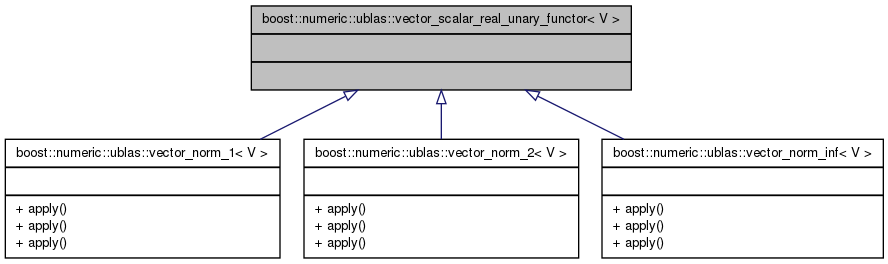 boost::numeric::ublas::vector_scalar_real_unary_functor< V >
boost::numeric::ublas::vector_norm_1< V >
+ apply()
+ apply()
+ apply()
boost::numeric::ublas::vector_norm_2< V >
+ apply()
+ apply()
+ apply()
boost::numeric::ublas::vector_norm_inf< V >
+ apply()
+ apply()
+ apply()